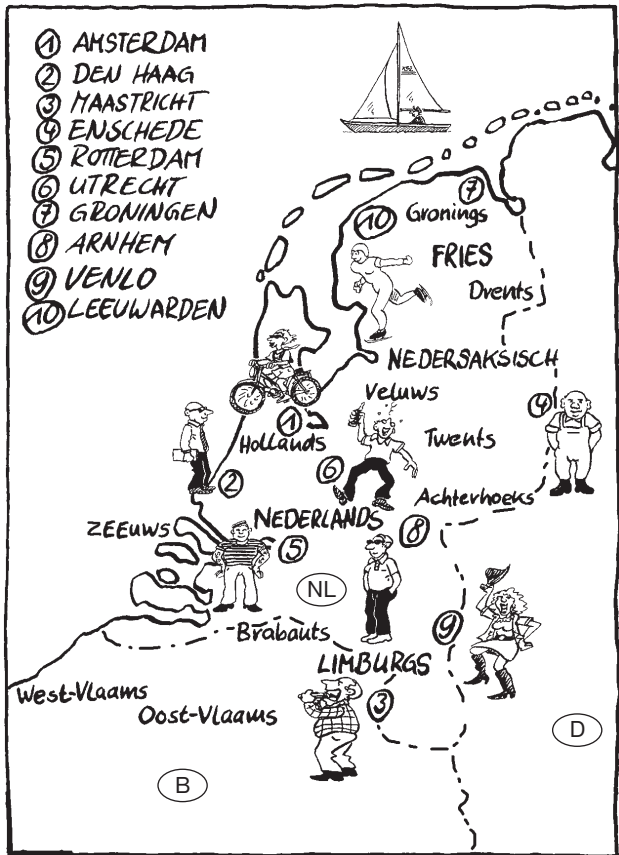 1 AMSTERDAM
2 DEN HAAG
3 MAASTRICHT
4 ENSCHEDE
5 ROTTERDAM
6 UTRECHT
7 GRONINGEN
8 ARNHEM
9 VENLO
10 LEEUWARDEN
7
10 Gronings
FRIES
Drents
NEDERSAKSISCH
Veluws
4
1
Hollands
Twents
6
2
Achterhoeks
NEDERLANDS
8
ZEEUWS
5
NL
9
Brabants
LIMBURGS
West-Vlaams
3
Oost-Vlaams
D
B